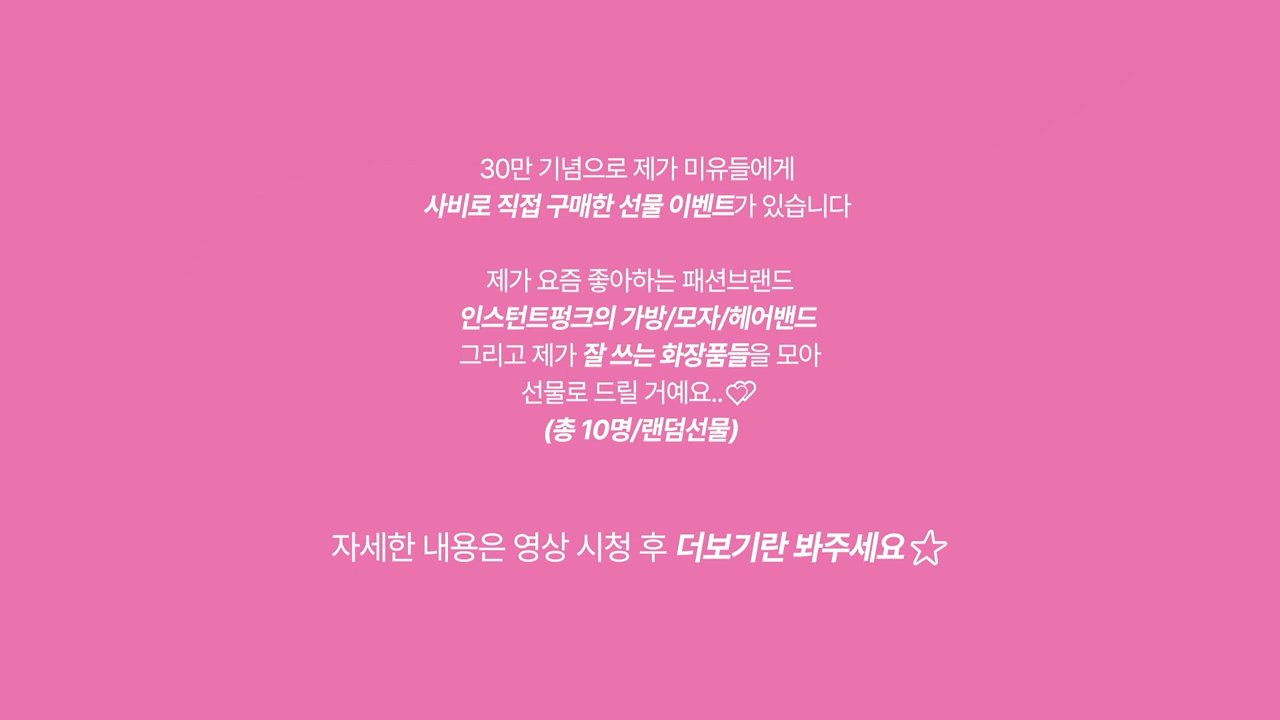 30만 기념으로 제가 미유들에게
사비로 직접 구매한 선물 이벤트가 있습니다
제가 요즘 좋아하는 패션브랜드
인스턴트펑크의 가방/모자/헤어밴드
그리고 제가 잘 쓰는 화장품들을 모아
선물로 드릴 거예요..💕
(총 10명/랜덤선물)
자세한 내용은 영상 시청 후 더보기란 봐주세요☆